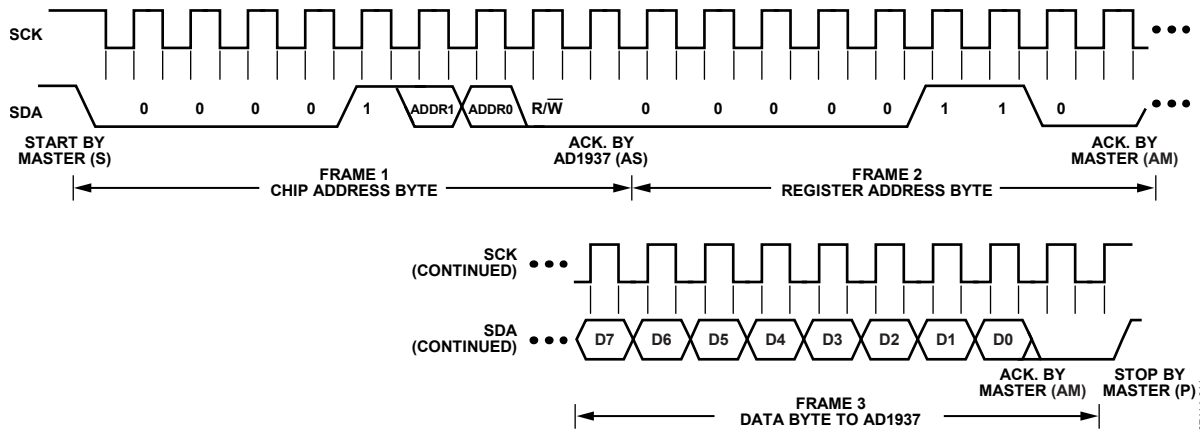 SCK
SDA
0 0 0 0 1 ADDR1 ADDR0 R/W̅ 0 0 0 0 0 1 1 0
START BY
MASTER (S)
ACK. BY
AD1937 (AS)
ACK. BY
MASTER (AM)
FRAME 1
CHIP ADDRESS BYTE
FRAME 2
REGISTER ADDRESS BYTE
SCK
(CONTINUED)
SDA
(CONTINUED)
D7 D6 D5 D4 D3 D2 D1 D0
ACK. BY
MASTER (AM)
STOP BY
MASTER (P)
FRAME 3
DATA BYTE TO AD1937